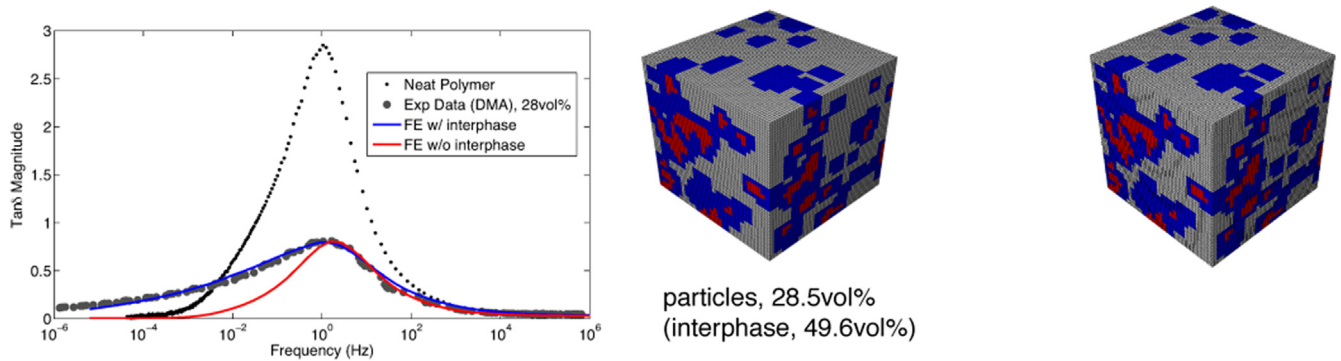 3
2.5
2
1.5
1
0.5
0
10⁻⁶
10⁻⁴
10⁻²
10⁰
10²
10⁴
10⁶
Tanδ Magnitude
Frequency (Hz)
Neat Polymer
Exp Data (DMA), 28vol%
FE w/ interphase
FE w/o interphase
particles, 28.5vol%
(interphase, 49.6vol%)